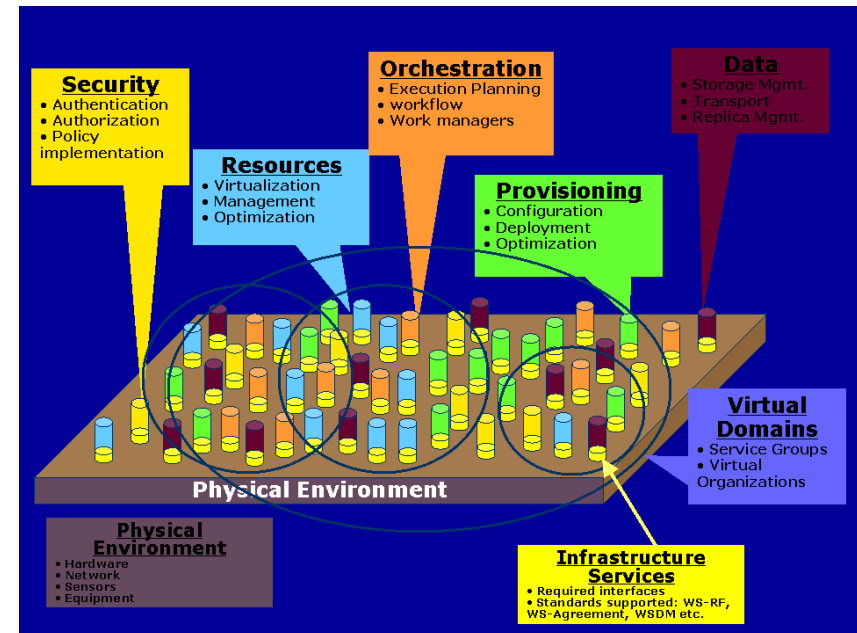 Security
• Authentication
• Authorization
• Policy
implementation
Orchestration
• Execution Planning
• workflow
• Work managers
Data
• Storage Mgmt.
• Transport
• Replica Mgmt.
Resources
• Virtualization
• Management
• Optimization
Provisioning
• Configuration
• Deployment
• Optimization
Virtual
Domains
• Service Groups
• Virtual
Organizations
Physical Environment
Physical
Environment
• Hardware
• Network
• Sensors
• Equipment
Infrastructure
Services
• Required interfaces
• Standards supported: WS-RF,
WS-Agreement, WSDM etc.